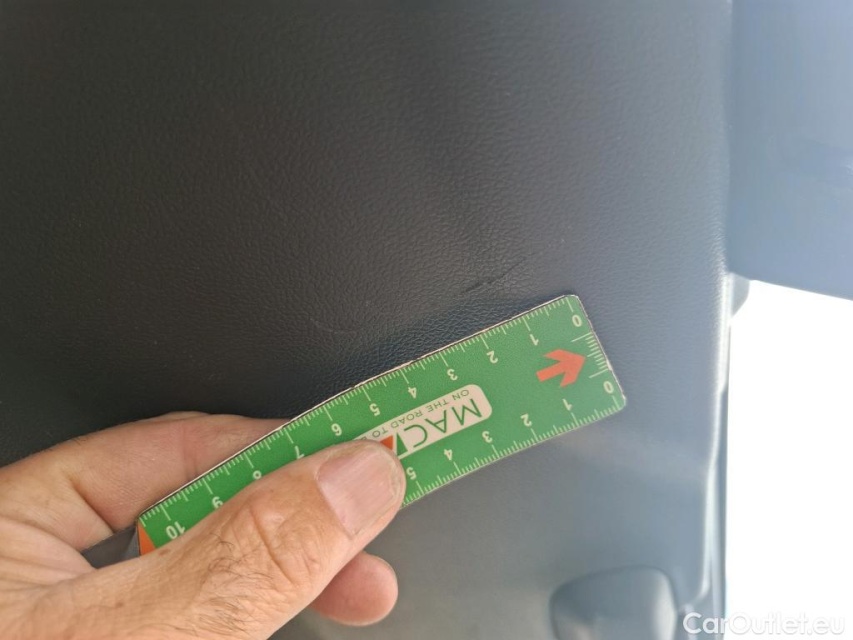 0 1 2 3 4 5 6 7 8 9 10
MAC
ON THE ROAD TO
0 1 2 3 4 5
CarOutlet.eu